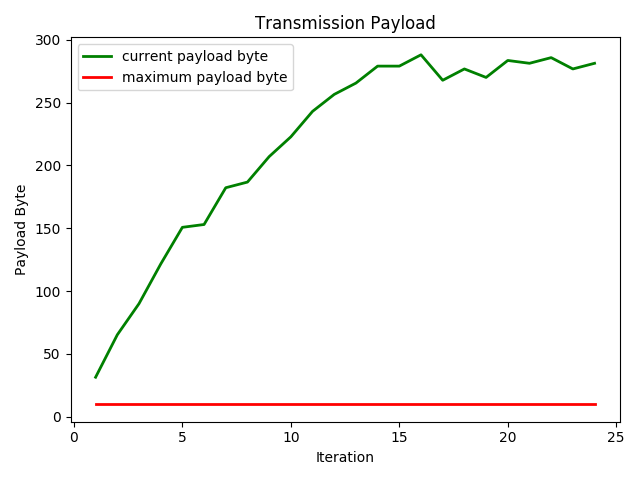 Transmission Payload
current payload byte
maximum payload byte
Payload Byte
300
250
200
150
100
50
0
0 5 10 15 20 25
Iteration